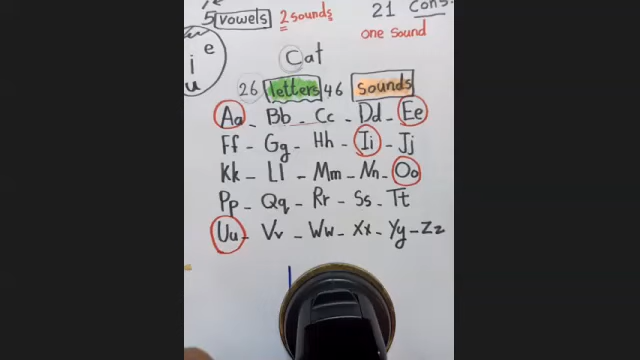 5 vowels 2 sounds 21 Cons.
one sound
e
i
u
Cat
26 letters 46 sounds
Aa - Bb - Cc - Dd - Ee
Ff - Gg - Hh - Ii - Jj
Kk - Ll - Mm - Nn - Oo
Pp - Qq - Rr - Ss - Tt
Uu - Vv - Ww - Xx - Yy - Zz